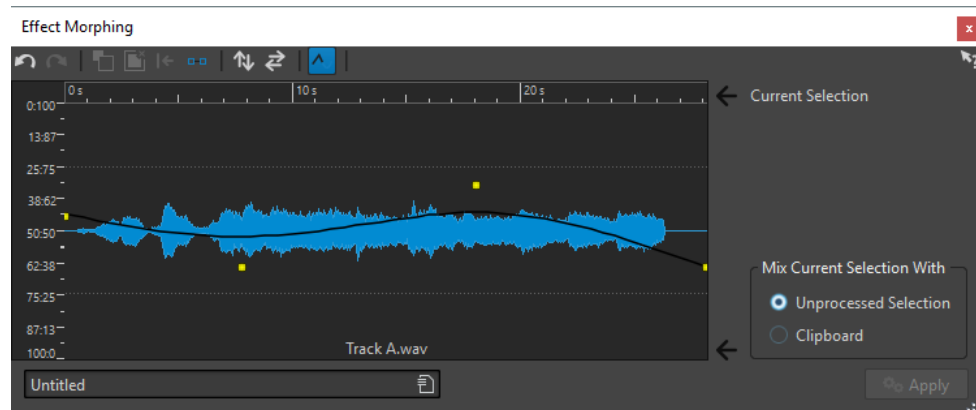 Effect Morphing
x
0 s 10 s 20 s
0:100
Current Selection
13:87
25:75
38:62
50:50
62:38
Mix Current Selection With
75:25
Unprocessed Selection
87:13
Clipboard
100:0
Track A.wav
Untitled
Apply